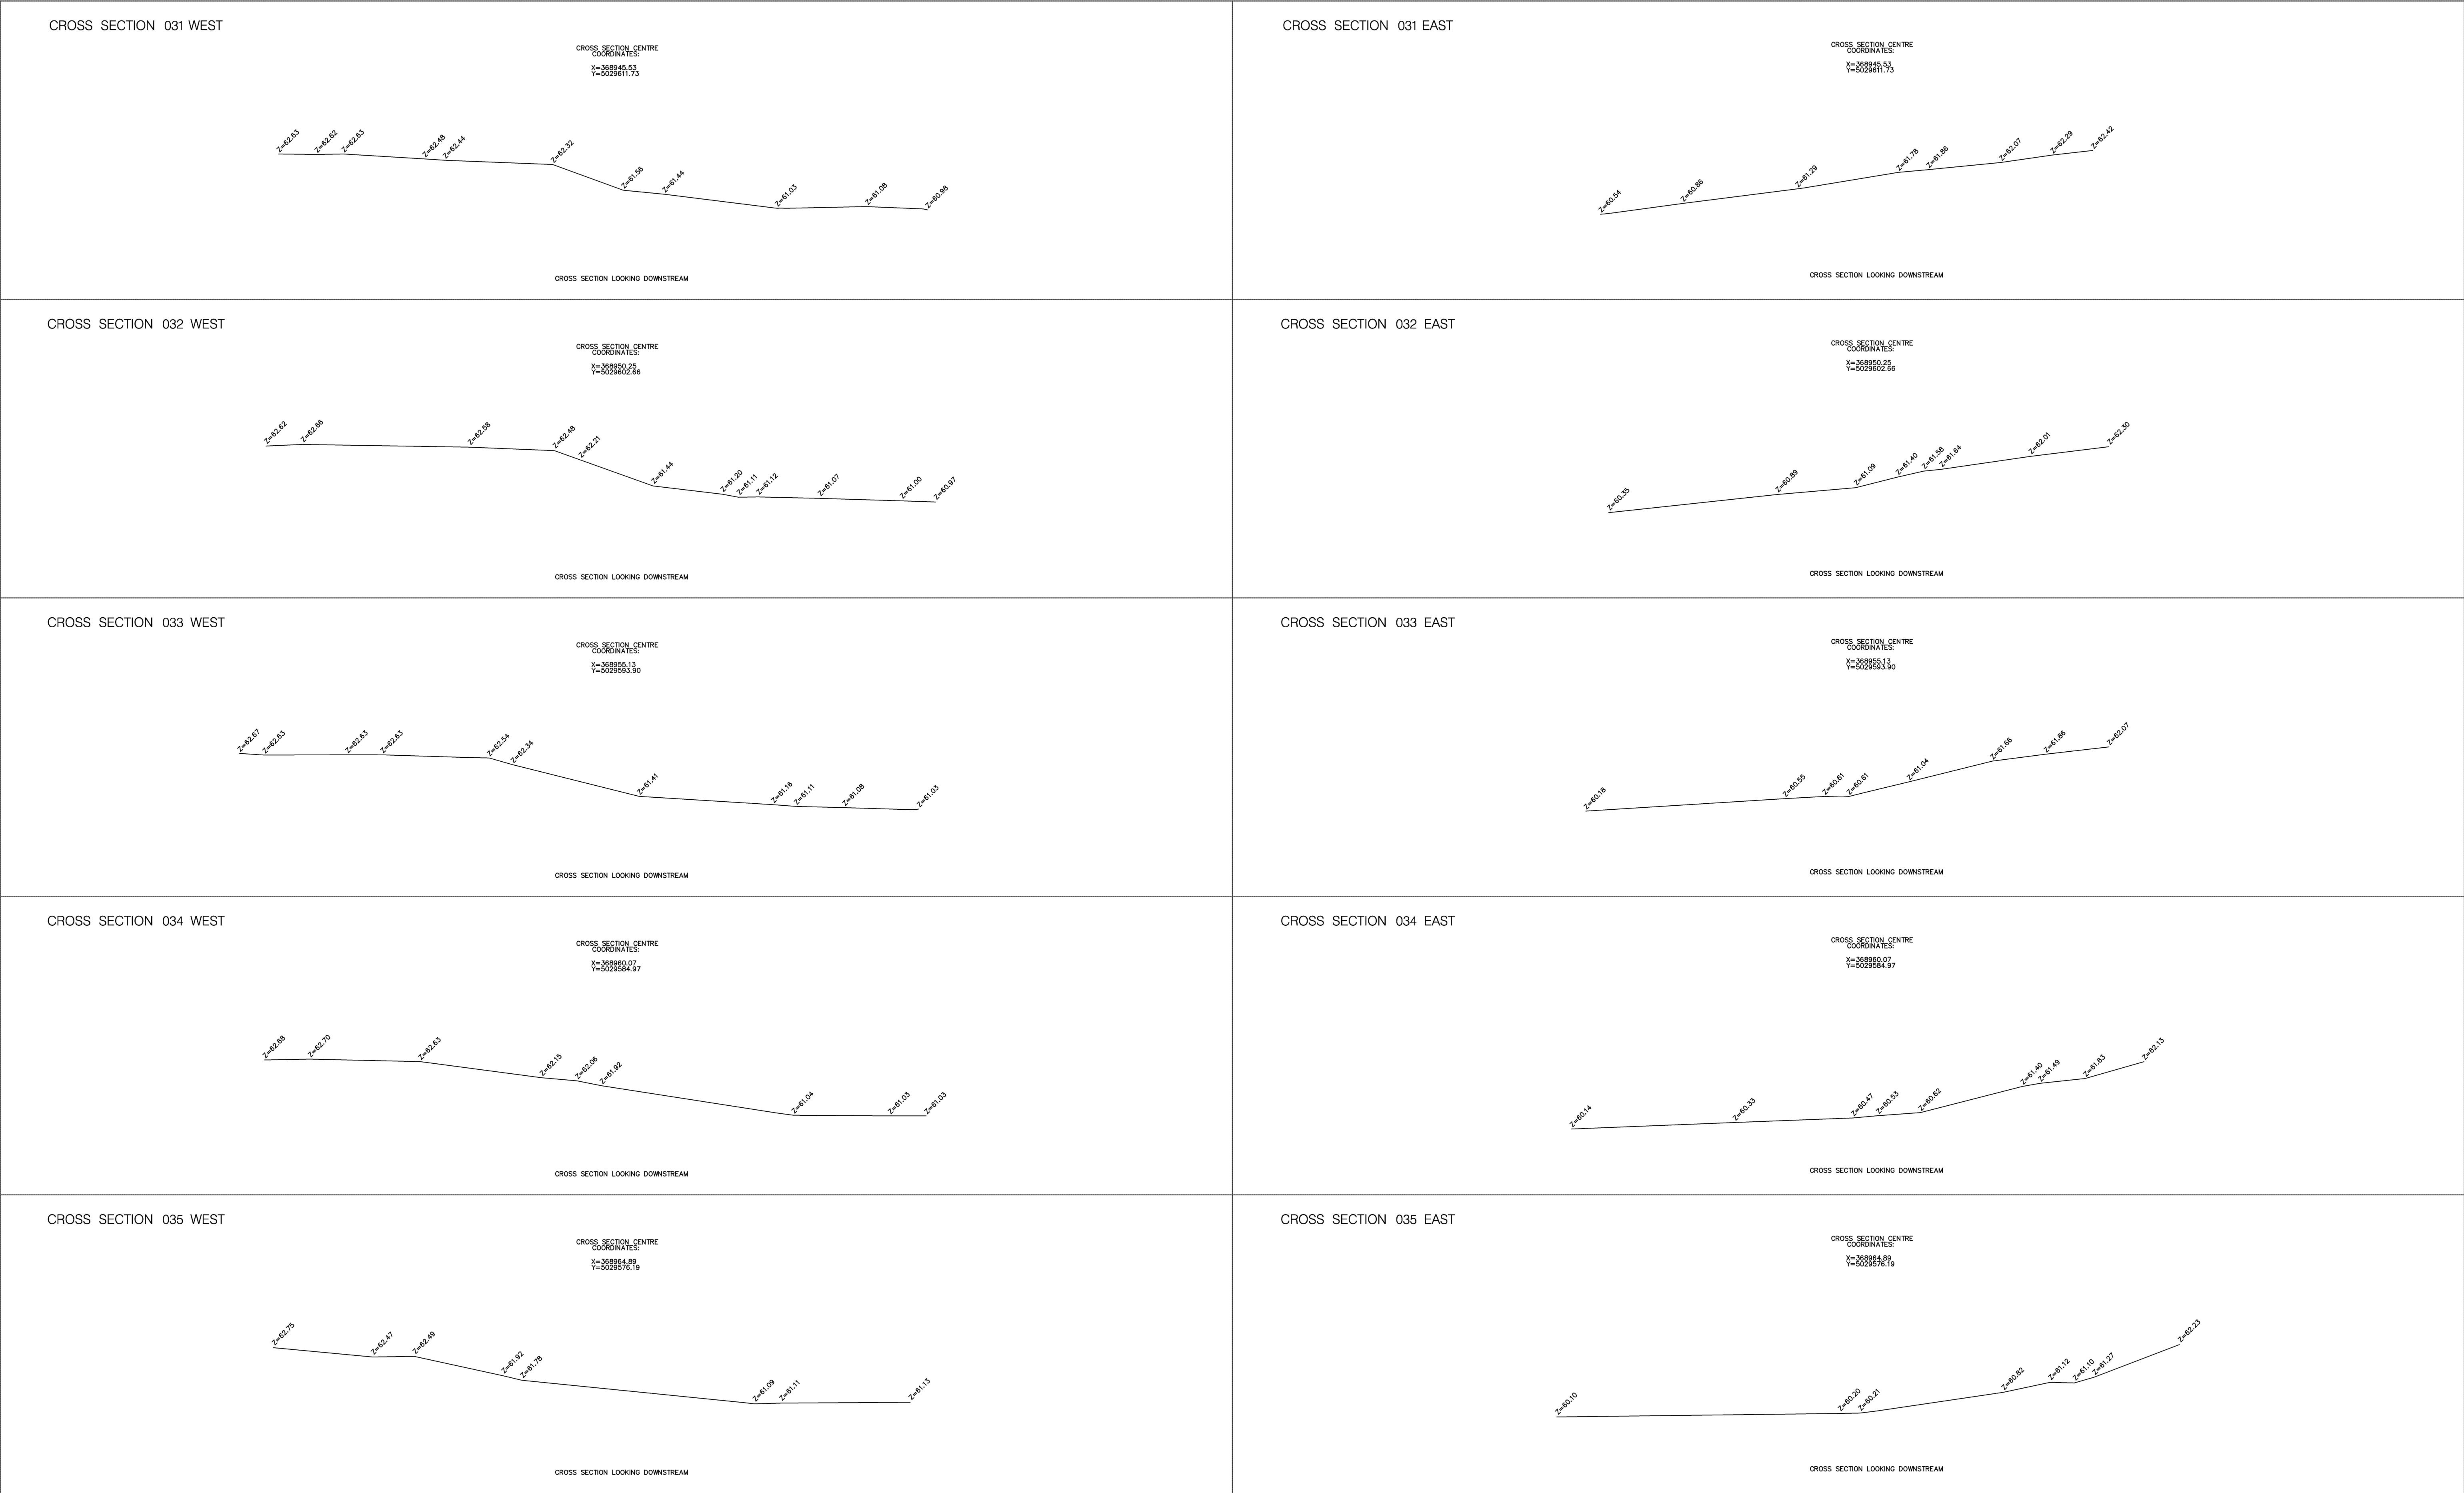 CROSS SECTION 031 WEST
CROSS SECTION CENTRE
COORDINATES:
X=368945.53
Y=5029611.73
Z=62.63
Z=62.62
Z=62.63
Z=62.48
Z=62.44
Z=62.32
Z=61.56
Z=61.44
Z=61.03
Z=61.08
Z=60.98
CROSS SECTION LOOKING DOWNSTREAM
CROSS SECTION 031 EAST
CROSS SECTION CENTRE
COORDINATES:
X=368945.53
Y=5029611.73
Z=60.54
Z=60.86
Z=61.29
Z=61.78
Z=61.86
Z=62.07
Z=62.29
Z=62.42
CROSS SECTION LOOKING DOWNSTREAM
CROSS SECTION 032 WEST
CROSS SECTION CENTRE
COORDINATES:
X=368950.25
Y=5029602.66
Z=62.62
Z=62.66
Z=62.58
Z=62.48
Z=62.21
Z=61.44
Z=61.20
Z=61.11
Z=61.12
Z=61.07
Z=61.00
Z=60.97
CROSS SECTION LOOKING DOWNSTREAM
CROSS SECTION 032 EAST
CROSS SECTION CENTRE
COORDINATES:
X=368950.25
Y=5029602.66
Z=60.35
Z=60.89
Z=61.09
Z=61.40
Z=61.58
Z=61.64
Z=62.01
Z=62.30
CROSS SECTION LOOKING DOWNSTREAM
CROSS SECTION 033 WEST
CROSS SECTION CENTRE
COORDINATES:
X=368955.13
Y=5029593.90
Z=62.67
Z=62.63
Z=62.63
Z=62.63
Z=62.54
Z=62.34
Z=61.41
Z=61.16
Z=61.11
Z=61.08
Z=61.03
CROSS SECTION LOOKING DOWNSTREAM
CROSS SECTION 033 EAST
CROSS SECTION CENTRE
COORDINATES:
X=368955.13
Y=5029593.90
Z=60.18
Z=60.55
Z=60.61
Z=60.61
Z=61.04
Z=61.66
Z=61.86
Z=62.07
CROSS SECTION LOOKING DOWNSTREAM
CROSS SECTION 034 WEST
CROSS SECTION CENTRE
COORDINATES:
X=368960.07
Y=5029584.97
Z=62.68
Z=62.70
Z=62.63
Z=62.15
Z=62.06
Z=61.92
Z=61.04
Z=61.03
Z=61.03
CROSS SECTION LOOKING DOWNSTREAM
CROSS SECTION 034 EAST
CROSS SECTION CENTRE
COORDINATES:
X=368960.07
Y=5029584.97
Z=60.14
Z=60.33
Z=60.47
Z=60.53
Z=60.62
Z=61.40
Z=61.49
Z=61.63
Z=62.13
CROSS SECTION LOOKING DOWNSTREAM
CROSS SECTION 035 WEST
CROSS SECTION CENTRE
COORDINATES:
X=368964.89
Y=5029576.19
Z=62.75
Z=62.47
Z=62.49
Z=61.92
Z=61.78
Z=61.09
Z=61.11
Z=61.13
CROSS SECTION LOOKING DOWNSTREAM
CROSS SECTION 035 EAST
CROSS SECTION CENTRE
COORDINATES:
X=368964.89
Y=5029576.19
Z=60.10
Z=60.20
Z=60.21
Z=60.82
Z=61.12
Z=61.10
Z=61.27
Z=62.23
CROSS SECTION LOOKING DOWNSTREAM